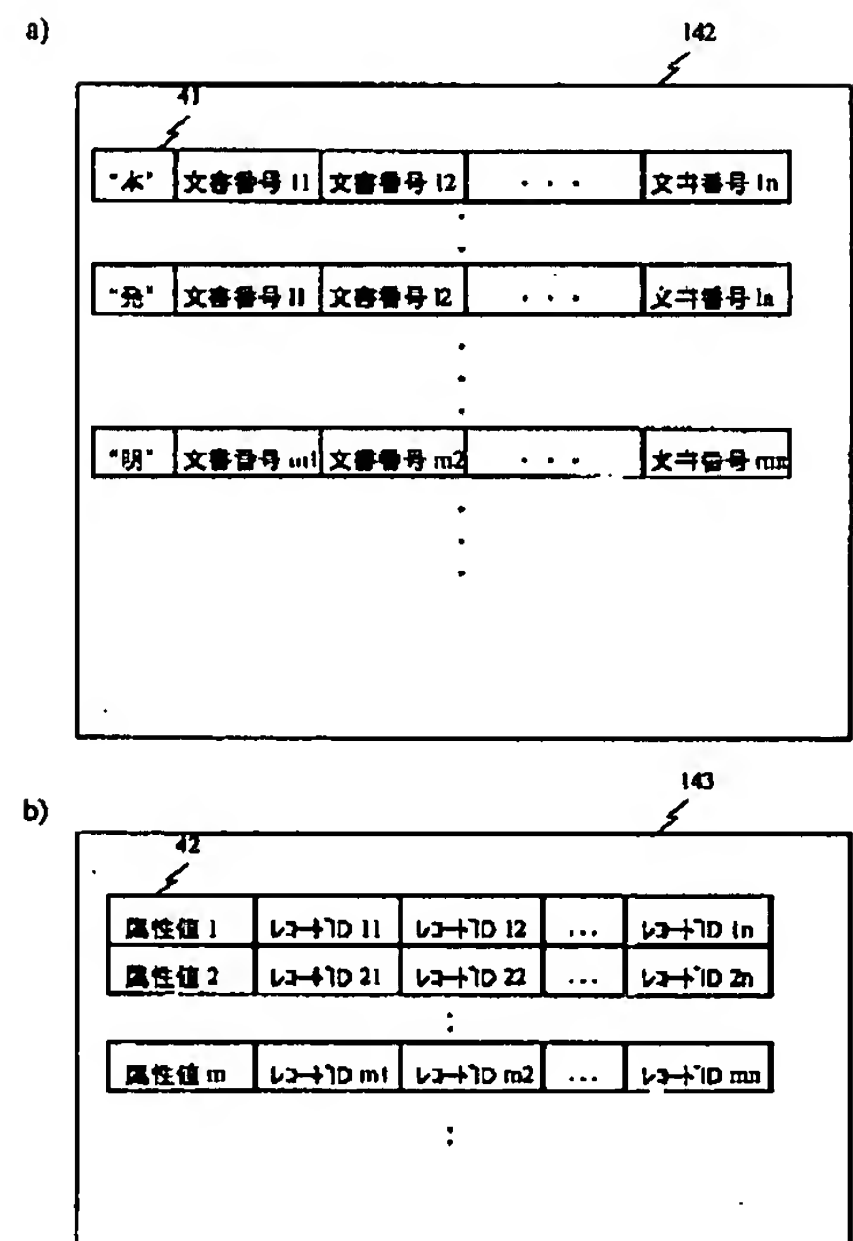 a)
142
41
"本" 文書番号 11 文書番号 12 ・・・ 文書番号 1n
"発" 文書番号 11 文書番号 12 ・・・ 文書番号 1n
"明" 文書番号 m1 文書番号 m2 ・・・ 文書番号 mn
b)
143
42
属性値 1 レコードID 11 レコードID 12 ... レコードID 1n
属性値 2 レコードID 21 レコードID 22 ... レコードID 2n
属性値 m レコードID m1 レコードID m2 ... レコードID mn